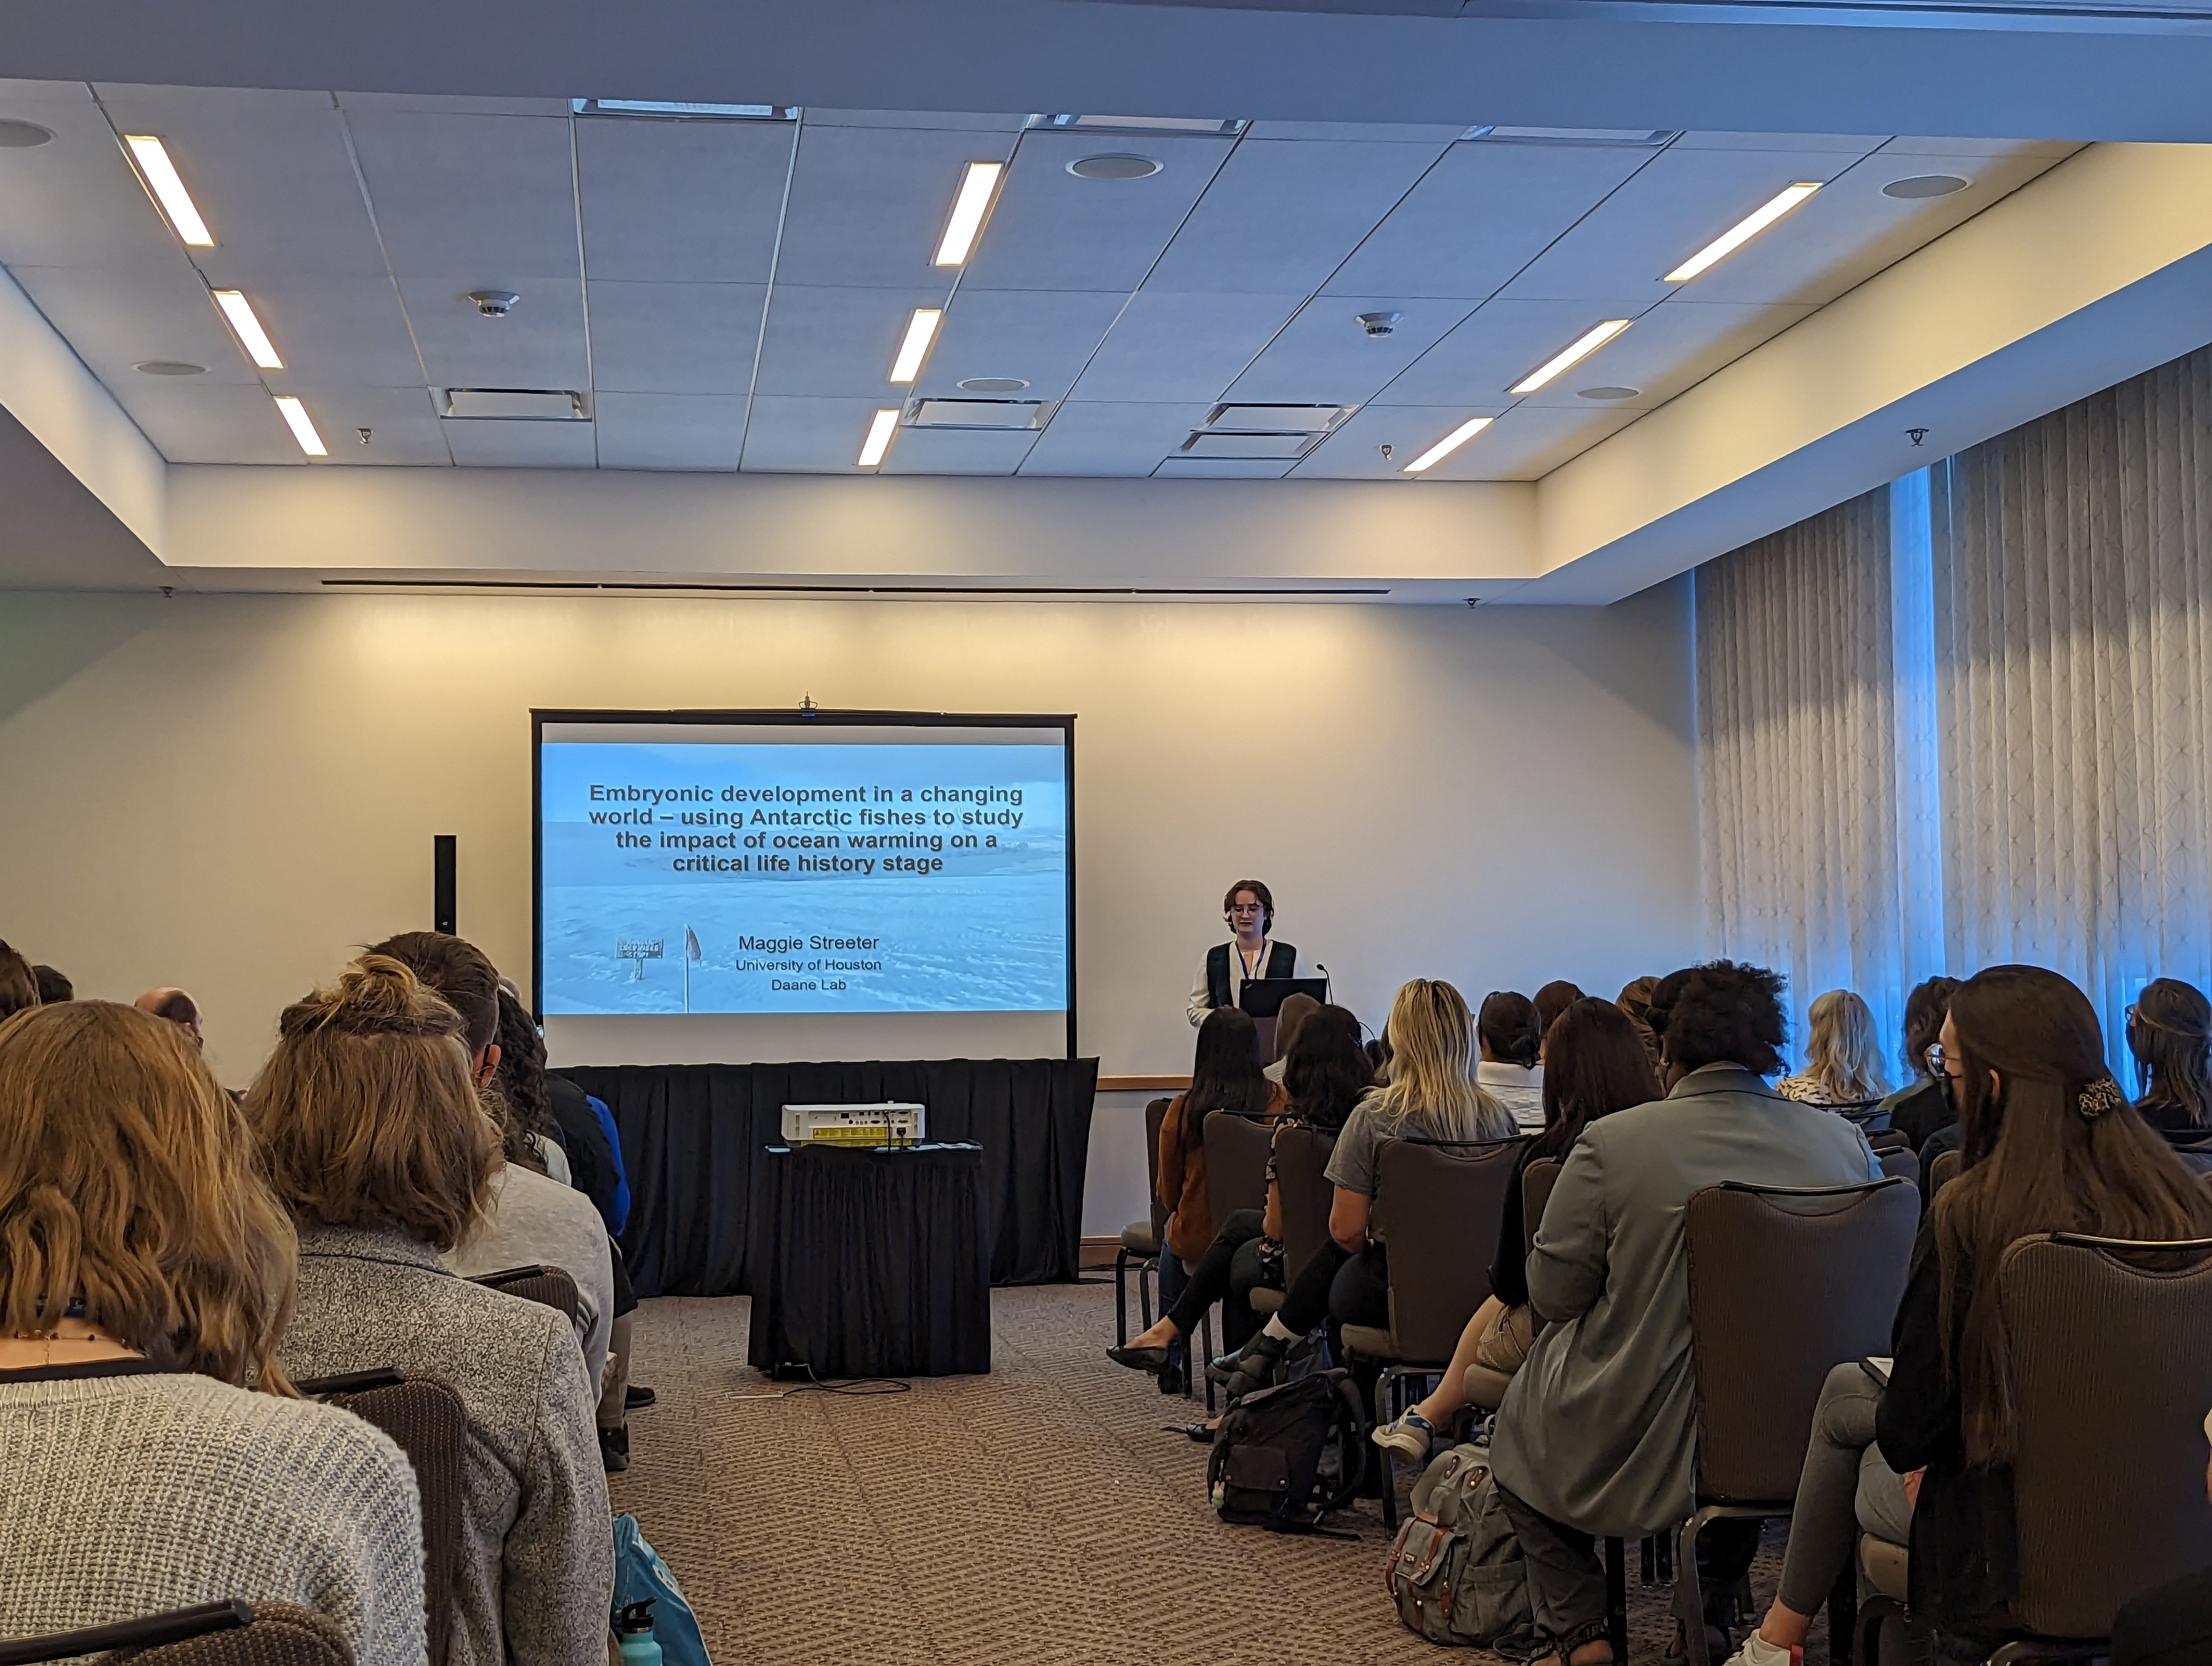 Embryonic development in a changing
world – using Antarctic fishes to study
the impact of ocean warming on a
critical life history stage
Maggie Streeter
University of Houston
Daane Lab